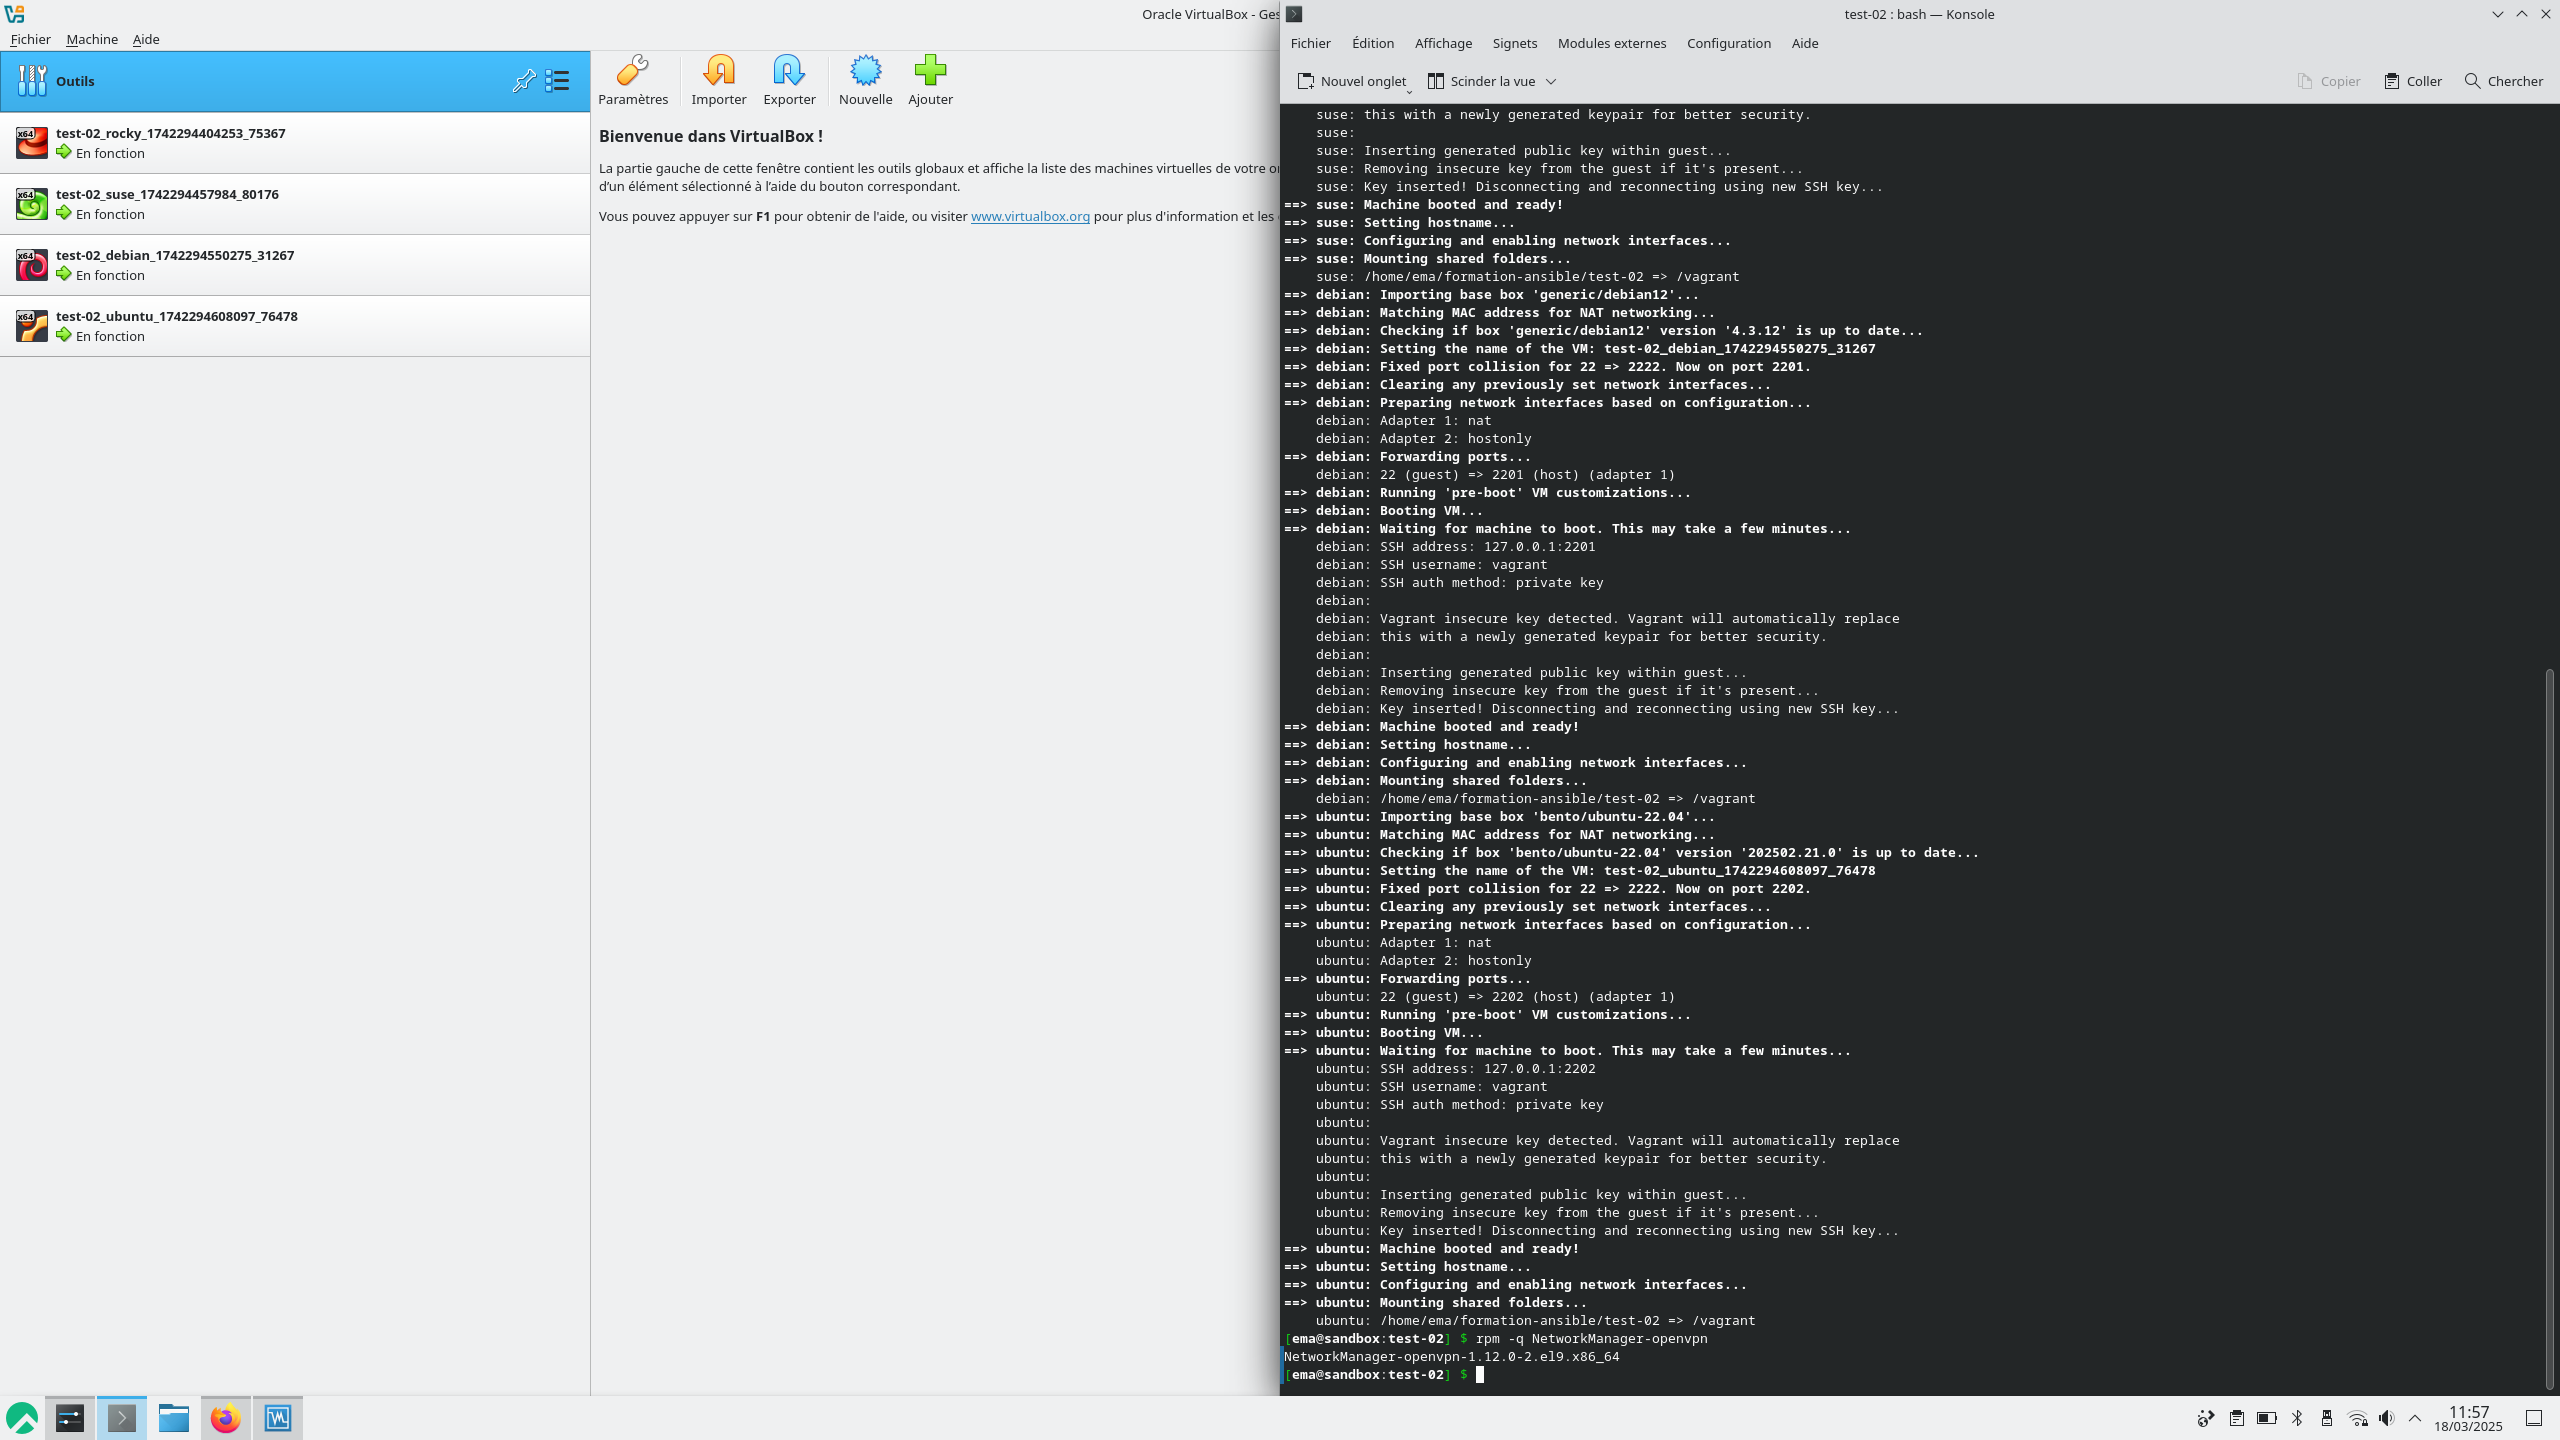 Oracle VirtualBox - Ges
Fichier Machine Aide
Outils
test-02_rocky_1742294404253_75367
En fonction
test-02_suse_1742294457984_80176
En fonction
test-02_debian_1742294550275_31267
En fonction
test-02_ubuntu_1742294608097_76478
En fonction
Paramètres Importer Exporter Nouvelle Ajouter
Bienvenue dans VirtualBox !
La partie gauche de cette fenêtre contient les outils globaux et affiche la liste des machines virtuelles de votre or
d’un élément sélectionné à l’aide du bouton correspondant.
Vous pouvez appuyer sur F1 pour obtenir de l'aide, ou visiter www.virtualbox.org pour plus d'information et les
test-02 : bash — Konsole
Fichier Édition Affichage Signets Modules externes Configuration Aide
Nouvel onglet Scinder la vue Copier Coller Chercher
    suse: this with a newly generated keypair for better security.
    suse:
    suse: Inserting generated public key within guest...
    suse: Removing insecure key from the guest if it's present...
    suse: Key inserted! Disconnecting and reconnecting using new SSH key...
==> suse: Machine booted and ready!
==> suse: Setting hostname...
==> suse: Configuring and enabling network interfaces...
==> suse: Mounting shared folders...
    suse: /home/ema/formation-ansible/test-02 => /vagrant
==> debian: Importing base box 'generic/debian12'...
==> debian: Matching MAC address for NAT networking...
==> debian: Checking if box 'generic/debian12' version '4.3.12' is up to date...
==> debian: Setting the name of the VM: test-02_debian_1742294550275_31267
==> debian: Fixed port collision for 22 => 2222. Now on port 2201.
==> debian: Clearing any previously set network interfaces...
==> debian: Preparing network interfaces based on configuration...
    debian: Adapter 1: nat
    debian: Adapter 2: hostonly
==> debian: Forwarding ports...
    debian: 22 (guest) => 2201 (host) (adapter 1)
==> debian: Running 'pre-boot' VM customizations...
==> debian: Booting VM...
==> debian: Waiting for machine to boot. This may take a few minutes...
    debian: SSH address: 127.0.0.1:2201
    debian: SSH username: vagrant
    debian: SSH auth method: private key
    debian:
    debian: Vagrant insecure key detected. Vagrant will automatically replace
    debian: this with a newly generated keypair for better security.
    debian:
    debian: Inserting generated public key within guest...
    debian: Removing insecure key from the guest if it's present...
    debian: Key inserted! Disconnecting and reconnecting using new SSH key...
==> debian: Machine booted and ready!
==> debian: Setting hostname...
==> debian: Configuring and enabling network interfaces...
==> debian: Mounting shared folders...
    debian: /home/ema/formation-ansible/test-02 => /vagrant
==> ubuntu: Importing base box 'bento/ubuntu-22.04'...
==> ubuntu: Matching MAC address for NAT networking...
==> ubuntu: Checking if box 'bento/ubuntu-22.04' version '202502.21.0' is up to date...
==> ubuntu: Setting the name of the VM: test-02_ubuntu_1742294608097_76478
==> ubuntu: Fixed port collision for 22 => 2222. Now on port 2202.
==> ubuntu: Clearing any previously set network interfaces...
==> ubuntu: Preparing network interfaces based on configuration...
    ubuntu: Adapter 1: nat
    ubuntu: Adapter 2: hostonly
==> ubuntu: Forwarding ports...
    ubuntu: 22 (guest) => 2202 (host) (adapter 1)
==> ubuntu: Running 'pre-boot' VM customizations...
==> ubuntu: Booting VM...
==> ubuntu: Waiting for machine to boot. This may take a few minutes...
    ubuntu: SSH address: 127.0.0.1:2202
    ubuntu: SSH username: vagrant
    ubuntu: SSH auth method: private key
    ubuntu:
    ubuntu: Vagrant insecure key detected. Vagrant will automatically replace
    ubuntu: this with a newly generated keypair for better security.
    ubuntu:
    ubuntu: Inserting generated public key within guest...
    ubuntu: Removing insecure key from the guest if it's present...
    ubuntu: Key inserted! Disconnecting and reconnecting using new SSH key...
==> ubuntu: Machine booted and ready!
==> ubuntu: Setting hostname...
==> ubuntu: Configuring and enabling network interfaces...
==> ubuntu: Mounting shared folders...
    ubuntu: /home/ema/formation-ansible/test-02 => /vagrant
[ema@sandbox:test-02] $ rpm -q NetworkManager-openvpn
NetworkManager-openvpn-1.12.0-2.el9.x86_64
[ema@sandbox:test-02] $
11:57
18/03/2025